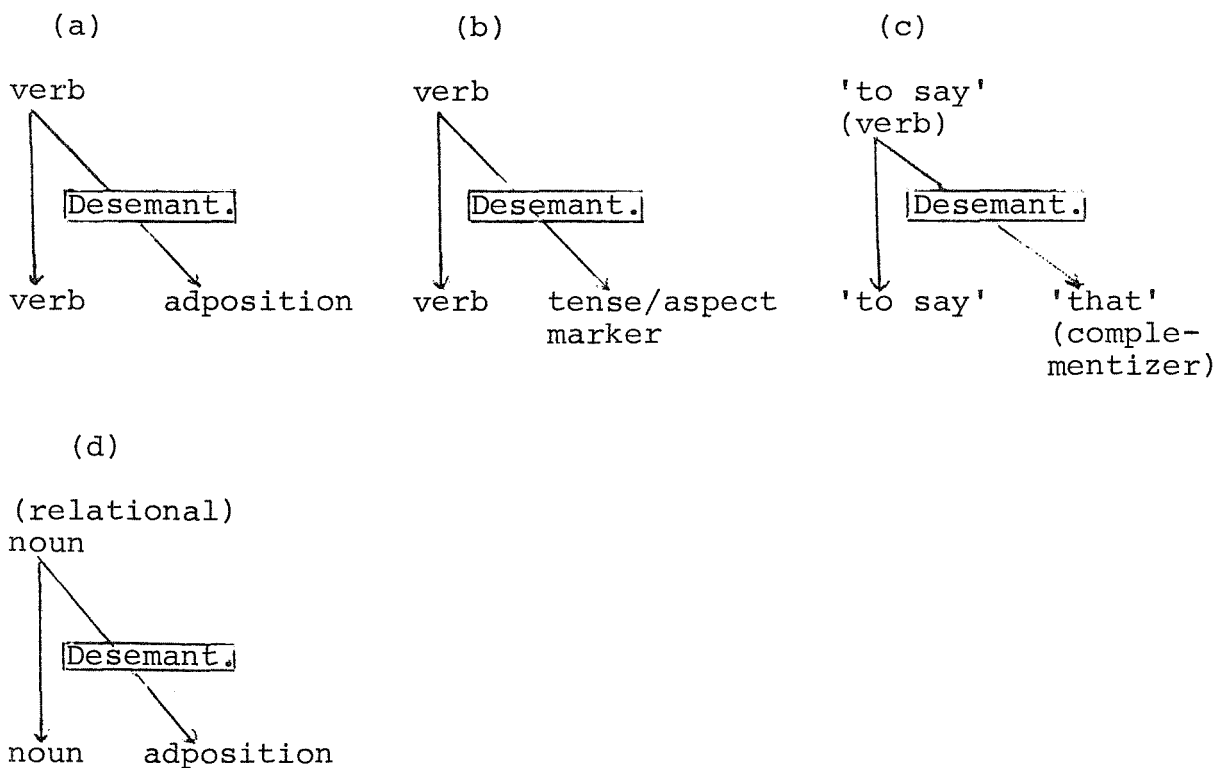 (a)
verb
Desemant.
verb adposition
(b)
verb
Desemant.
verb tense/aspect
marker
(c)
'to say'
(verb)
Desemant.
'to say' 'that'
(comple-
mentizer)
(d)
(relational)
noun
Desemant.
noun adposition